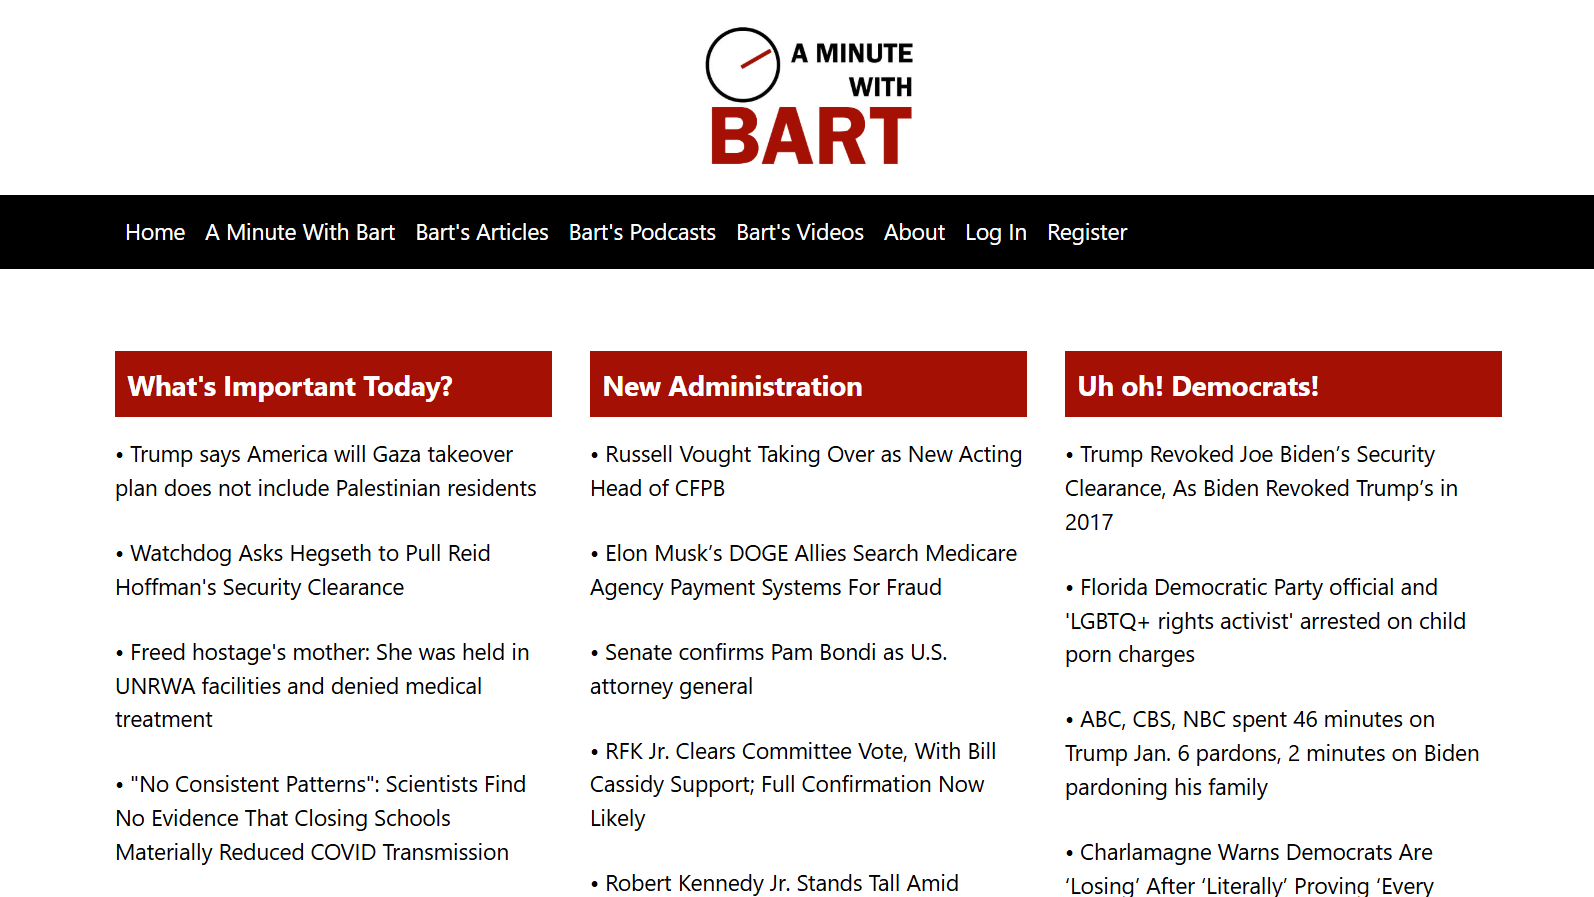 A MINUTE
WITH
BART
Home A Minute With Bart Bart's Articles Bart's Podcasts Bart's Videos About Log In Register
What's Important Today?
• Trump says America will Gaza takeover
plan does not include Palestinian residents
• Watchdog Asks Hegseth to Pull Reid
Hoffman's Security Clearance
• Freed hostage's mother: She was held in
UNRWA facilities and denied medical
treatment
• "No Consistent Patterns": Scientists Find
No Evidence That Closing Schools
Materially Reduced COVID Transmission
New Administration
• Russell Vought Taking Over as New Acting
Head of CFPB
• Elon Musk’s DOGE Allies Search Medicare
Agency Payment Systems For Fraud
• Senate confirms Pam Bondi as U.S.
attorney general
• RFK Jr. Clears Committee Vote, With Bill
Cassidy Support; Full Confirmation Now
Likely
• Robert Kennedy Jr. Stands Tall Amid
Uh oh! Democrats!
• Trump Revoked Joe Biden’s Security
Clearance, As Biden Revoked Trump’s in
2017
• Florida Democratic Party official and
'LGBTQ+ rights activist' arrested on child
porn charges
• ABC, CBS, NBC spent 46 minutes on
Trump Jan. 6 pardons, 2 minutes on Biden
pardoning his family
• Charlamagne Warns Democrats Are
‘Losing’ After ‘Literally’ Proving ‘Every